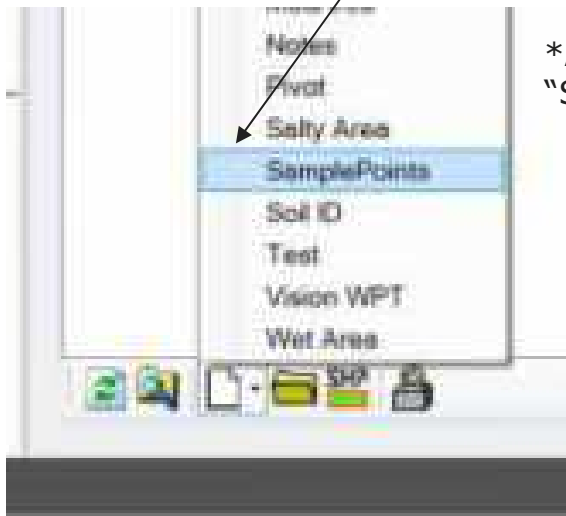 Notes
Pivot
Salty Area
SamplePoints
Soil ID
Test
Vision WPT
Wet Area
SHP
*
"S